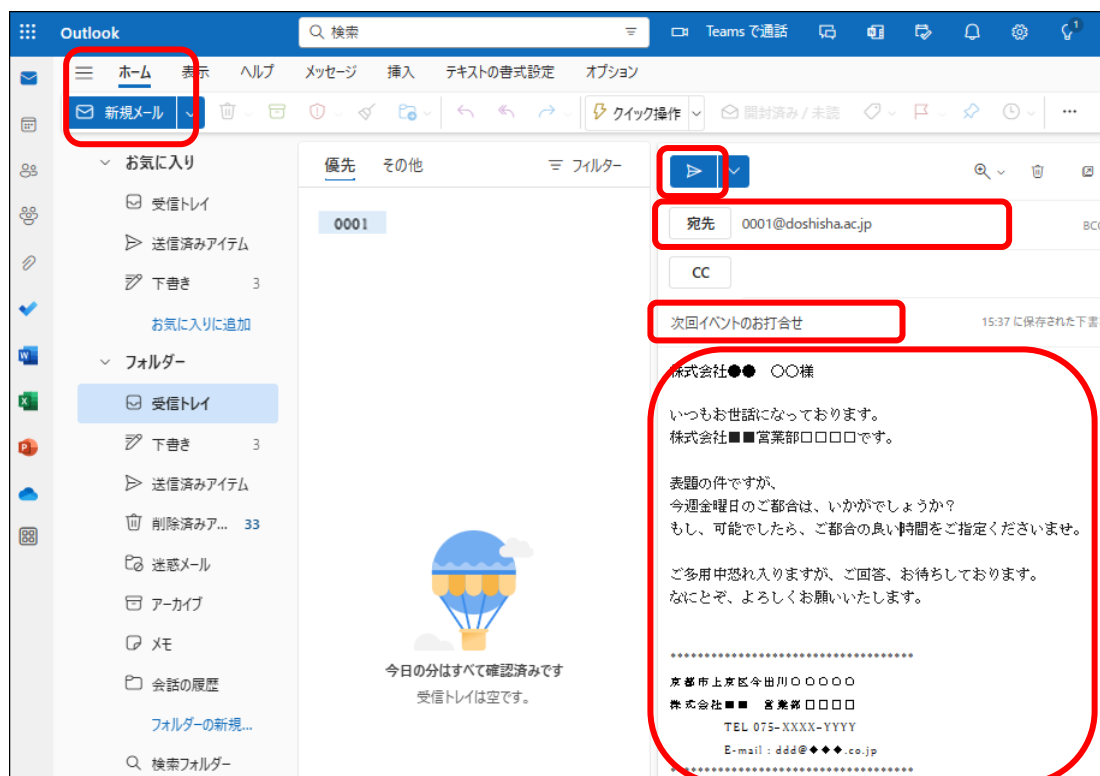 Outlook
検索
Teams で通話
1
ホーム 表示 ヘルプ メッセージ 挿入 テキストの書式設定 オプション
新規メール
クイック操作
開封済み / 未読
お気に入り
受信トレイ
送信済みアイテム
下書き 3
お気に入りに追加
フォルダー
受信トレイ
下書き 3
送信済みアイテム
削除済みア... 33
迷惑メール
アーカイブ
メモ
会話の履歴
フォルダーの新規...
検索フォルダー
優先 その他 フィルター
0001
今日の分はすべて確認済みです
受信トレイは空です。
宛先 0001@doshisha.ac.jp
CC
次回イベントのお打合せ 15:37 に保存された下書
株式会社●● 〇〇様
いつもお世話になっております。
株式会社■■営業部□□□□です。
表題の件ですが、
今週金曜日のご都合は、いかがでしょうか?
もし、可能でしたら、ご都合の良い時間をご指定くださいませ。
ご多用中恐れ入りますが、ご回答、お待ちしております。
なにとぞ、よろしくお願いいたします。
************************************
京都市上京区今出川〇〇〇〇〇
株式会社■■ 営業部□□□□
TEL 075-XXXX-YYYY
E-mail : ddd@◆◆◆.co.jp
************************************